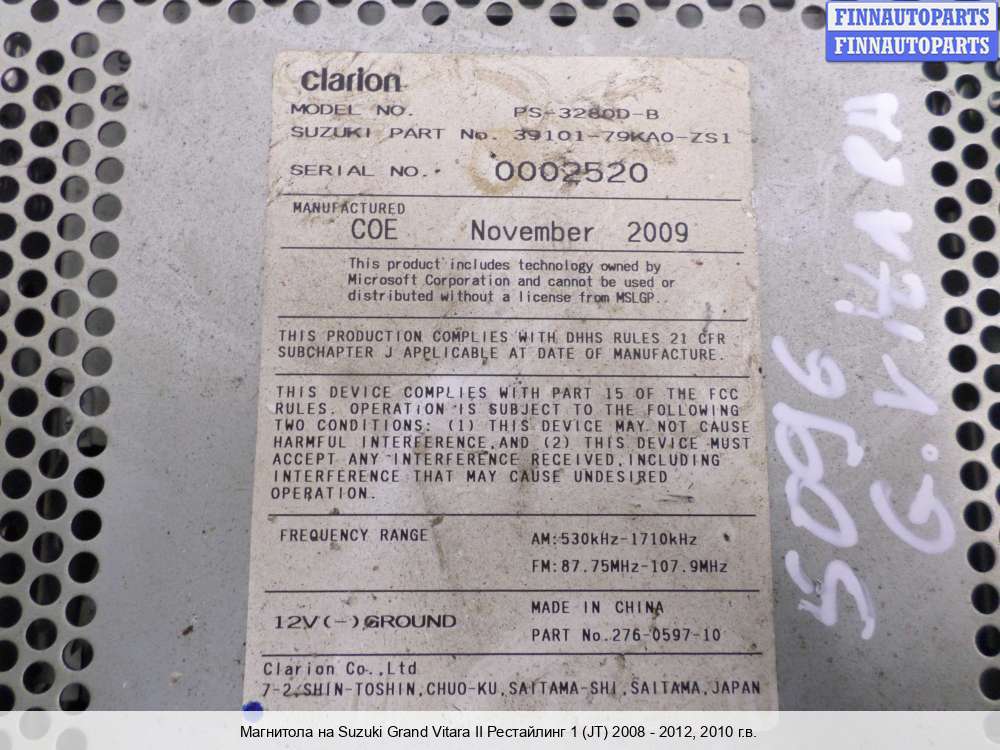 FINNAUTOPARTS
FINNAUTOPARTS
clarion
MODEL NO. PS-3280D-B
SUZUKI PART No. 39101-79KA0-ZS1
SERIAL NO. 0002520
MANUFACTURED
COE November 2009
This product includes technology owned by
Microsoft Corporation and cannot be used or
distributed without a license from MSLGP.
THIS PRODUCTION COMPLIES WITH DHHS RULES 21 CFR
SUBCHAPTER J APPLICABLE AT DATE OF MANUFACTURE.
THIS DEVICE COMPLIES WITH PART 15 OF THE FCC
RULES. OPERATION IS SUBJECT TO THE FOLLOWING
TWO CONDITIONS: (1) THIS DEVICE MAY NOT CAUSE
HARMFUL INTERFERENCE,AND (2) THIS DEVICE MUST
ACCEPT ANY INTERFERENCE RECEIVED,INCLUDING
INTERFERENCE THAT MAY CAUSE UNDESIRED
OPERATION.
FREQUENCY RANGE AM:530kHz-1710kHz
FM:87.75MHz-107.9MHz
12V(-),GROUND MADE IN CHINA
PART No.276-0597-10
Clarion Co.,Ltd
7-2,SHIN-TOSHIN,CHUO-KU,SAITAMA-SHI,SAITAMA,JAPAN
5096
G.VitARA
Магнитола на Suzuki Grand Vitara II Рестайлинг 1 (JT) 2008 - 2012, 2010 г.в.